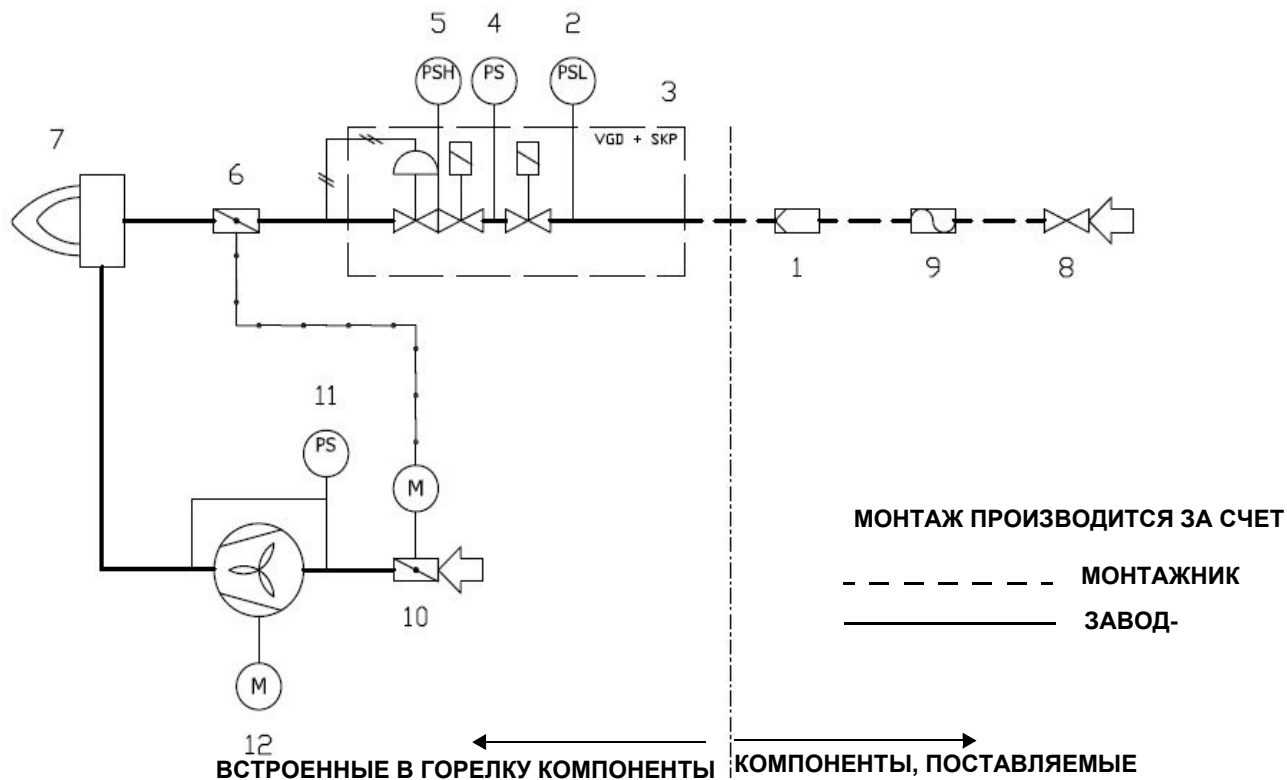 5 4 2
PSH PS PSL
3
VGD + SKP
7
6
1 9 8
11
PS
M
10
M
12
МОНТАЖ ПРОИЗВОДИТСЯ ЗА СЧЕТ
МОНТАЖНИК
ЗАВОД-
ВСТРОЕННЫЕ В ГОРЕЛКУ КОМПОНЕНТЫ
КОМПОНЕНТЫ, ПОСТАВЛЯЕМЫЕ